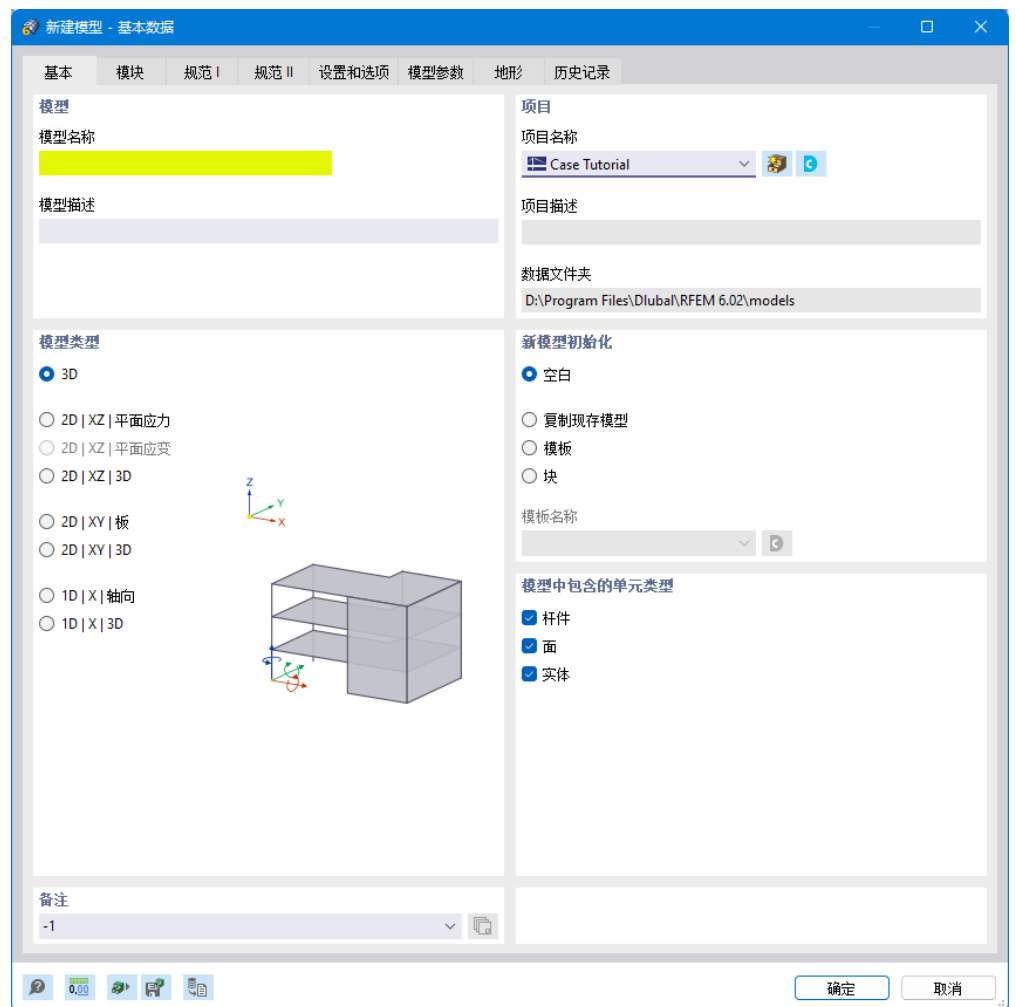 新建模型 - 基本数据
基本 模块 规范 I 规范 II 设置和选项 模型参数 地形 历史记录
模型
模型名称
模型描述
项目
项目名称
Case Tutorial
项目描述
数据文件夹
D:\Program Files\Dlubal\RFEM 6.02\models
模型类型
3D
2D | XZ | 平面应力
2D | XZ | 平面应变
2D | XZ | 3D
2D | XY | 板
2D | XY | 3D
1D | X | 轴向
1D | X | 3D
Z
Y
X
新模型初始化
空白
复制现存模型
模板
块
模板名称
模型中包含的单元类型
杆件
面
实体
备注
-1
0,00
确定 取消